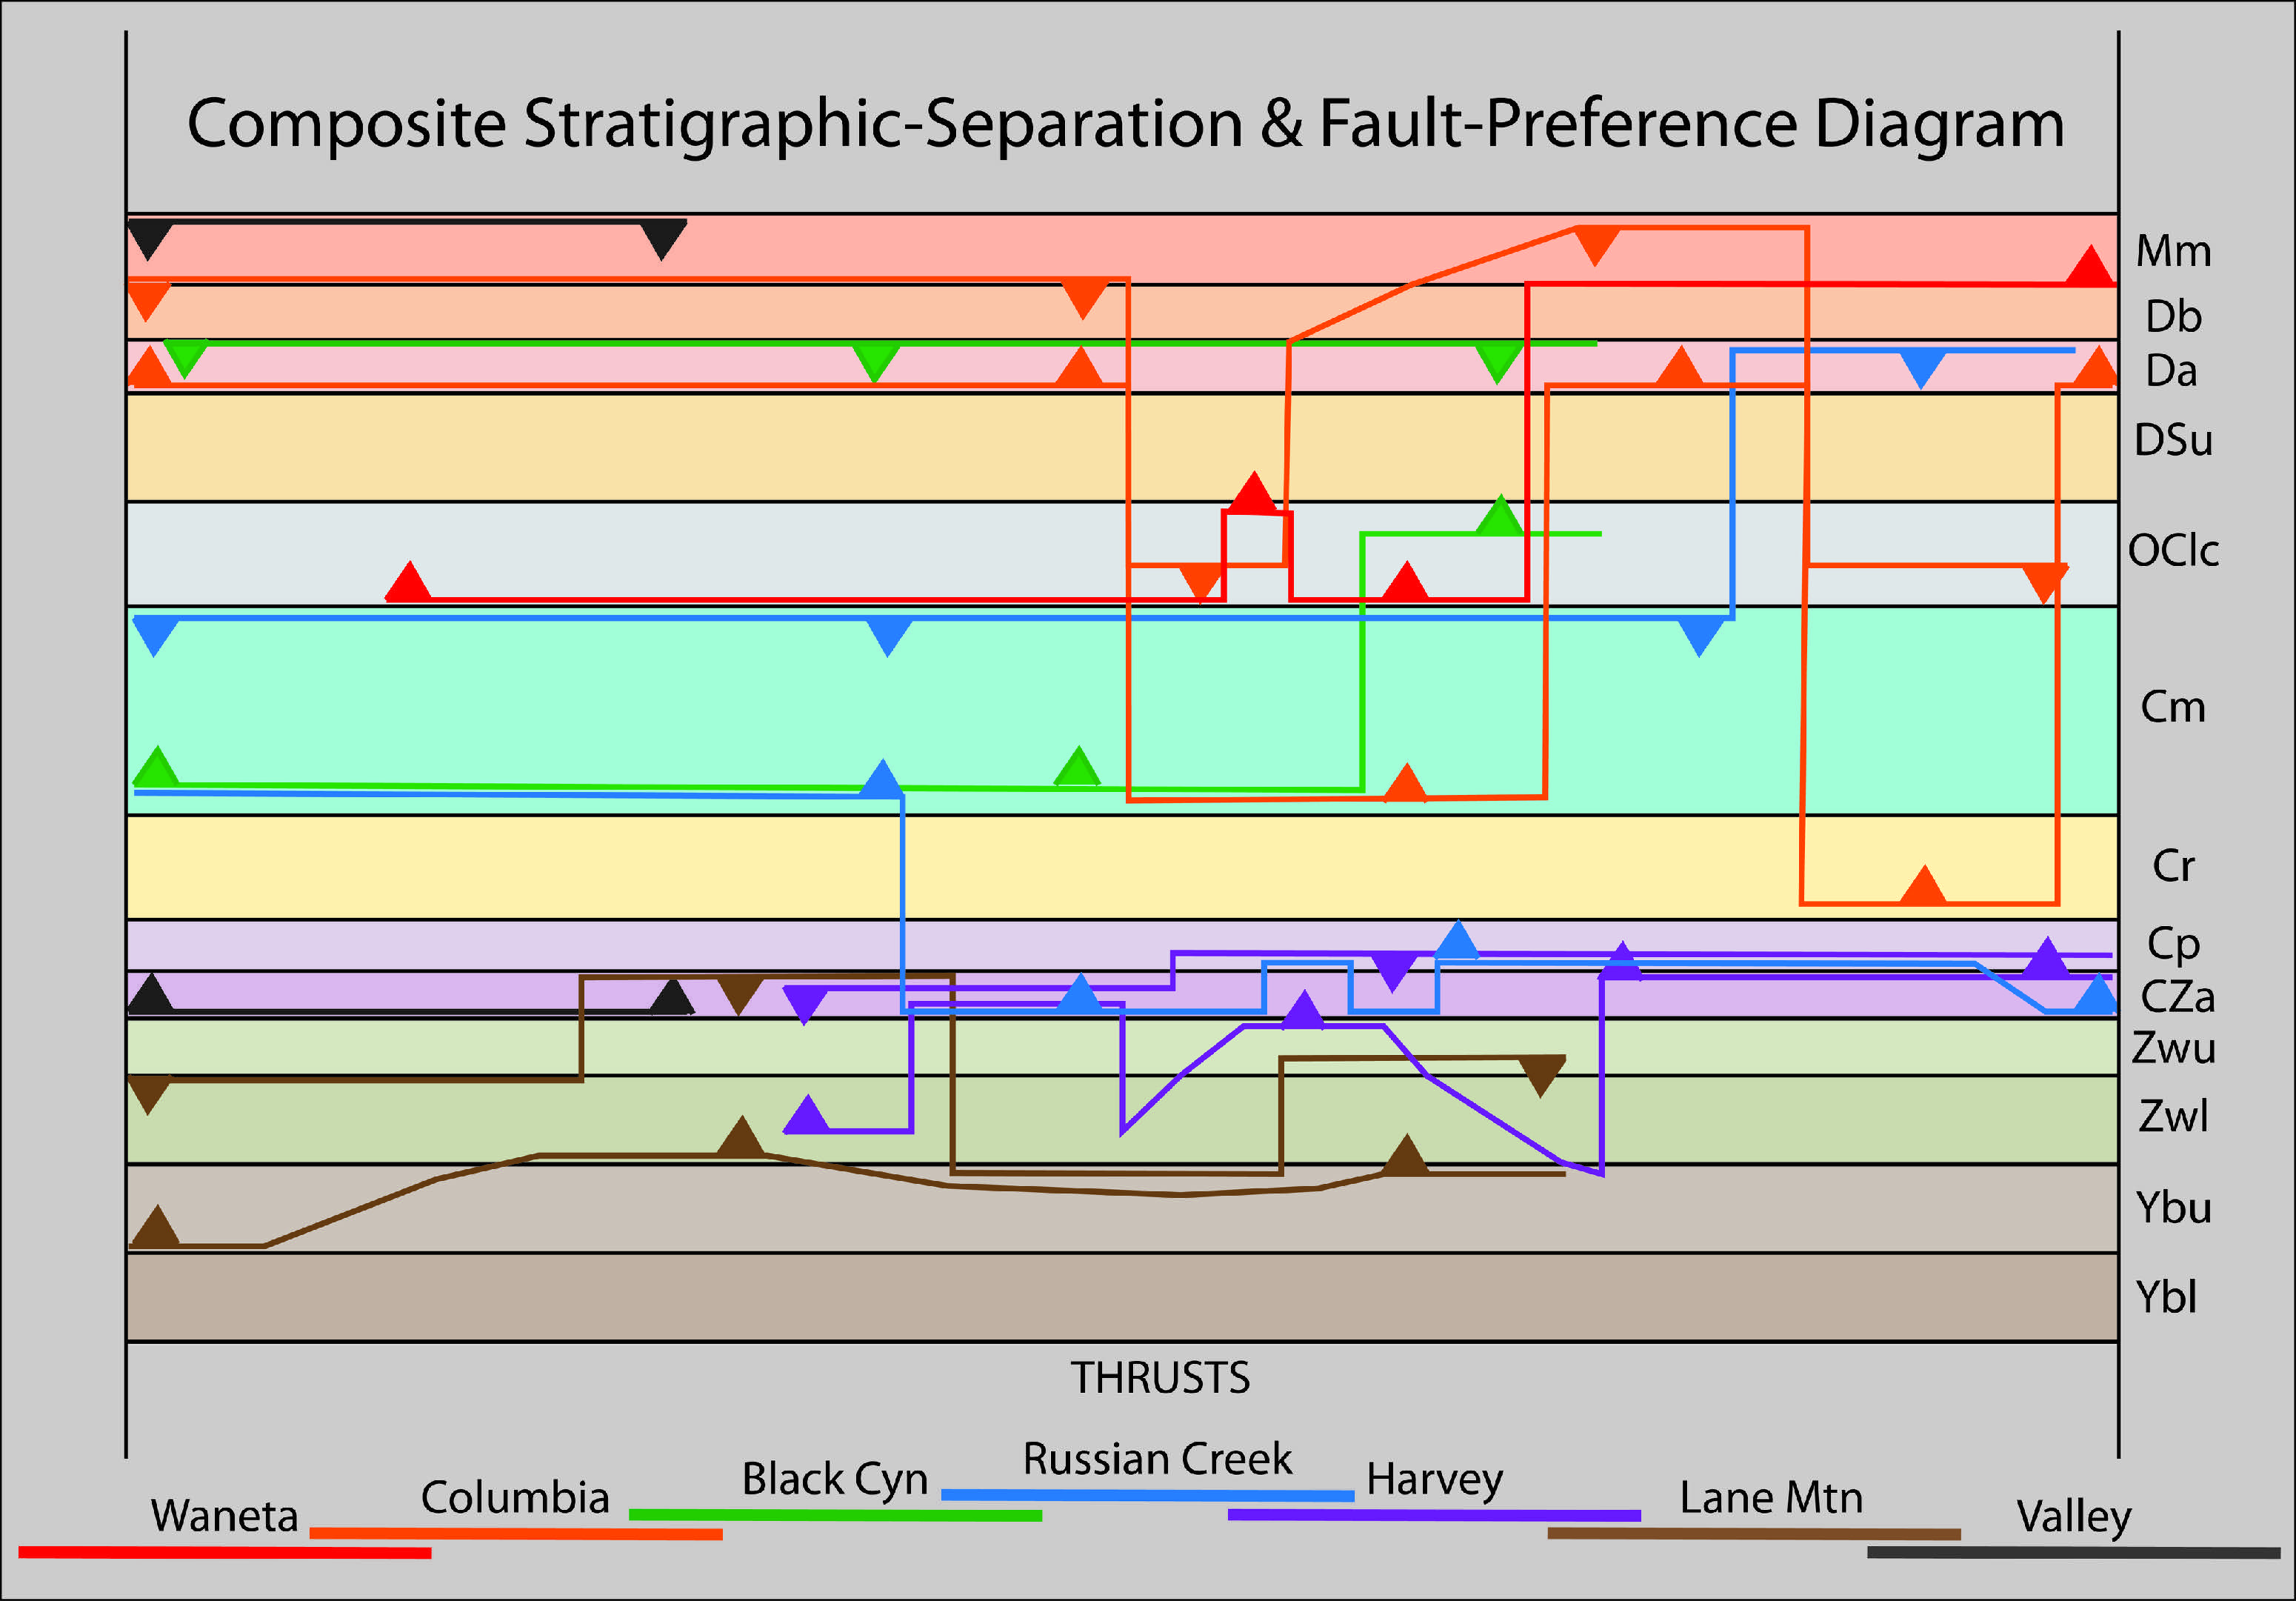 Composite Stratigraphic-Separation & Fault-Preference Diagram
Mm
Db
Da
DSu
OClc
Cm
Cr
Cp
CZa
Zwu
Zwl
Ybu
Ybl
THRUSTS
Waneta
Columbia
Black Cyn
Russian Creek
Harvey
Lane Mtn
Valley